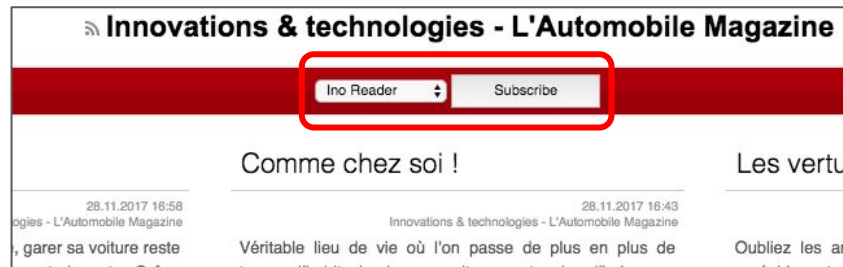 Innovations & technologies - L'Automobile Magazine
Ino Reader
Subscribe
Comme chez soi !
Les vertu
28.11.2017 16:58
ogies - L'Automobile Magazine
, garer sa voiture reste
28.11.2017 16:43
Innovations & technologies - L'Automobile Magazine
Véritable lieu de vie où l'on passe de plus en plus de
Oubliez les